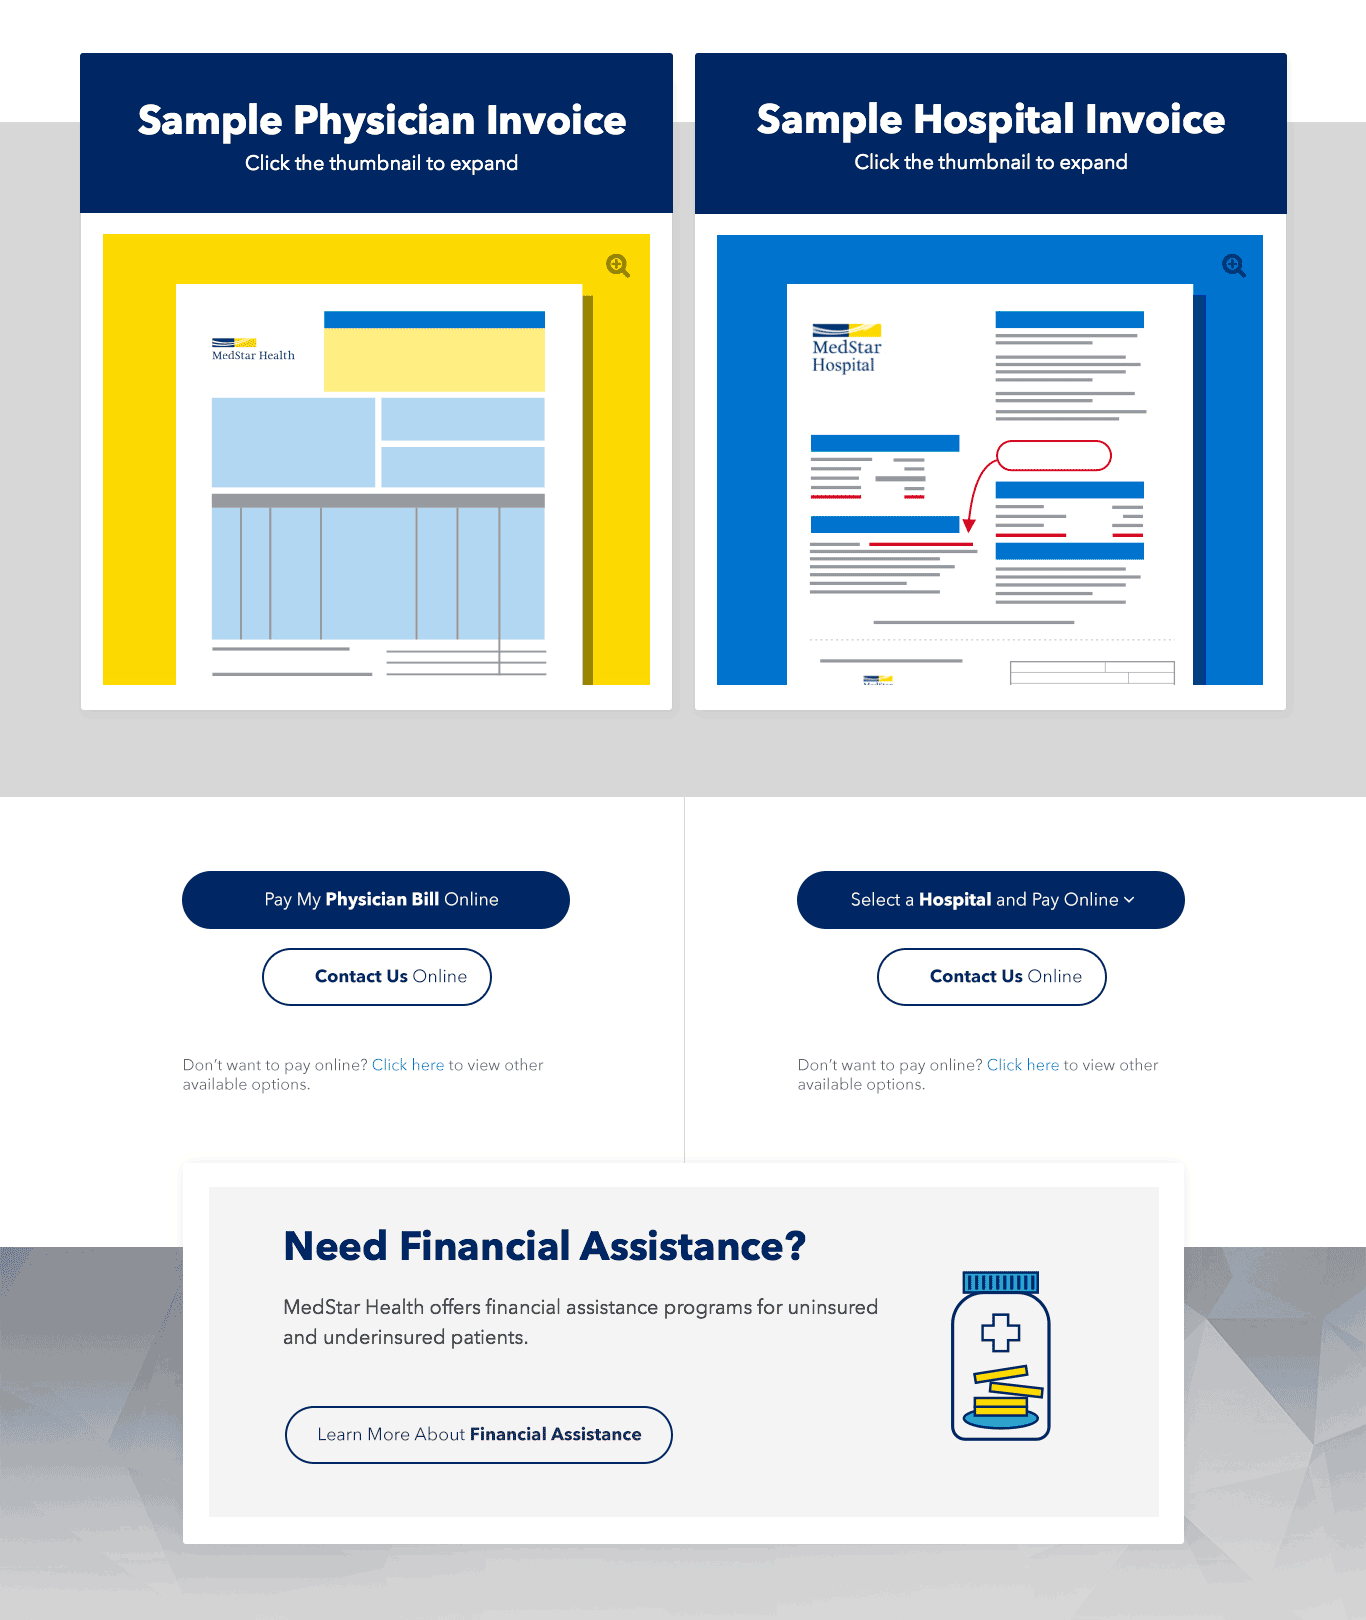 Sample Physician Invoice
Click the thumbnail to expand
MedStar Health
Sample Hospital Invoice
Click the thumbnail to expand
MedStar
Hospital
Pay My Physician Bill Online
Contact Us Online
Don't want to pay online? Click here to view other
available options.
Select a Hospital and Pay Online
Contact Us Online
Don't want to pay online? Click here to view other
available options.
Need Financial Assistance?
MedStar Health offers financial assistance programs for uninsured
and underinsured patients.
Learn More About Financial Assistance